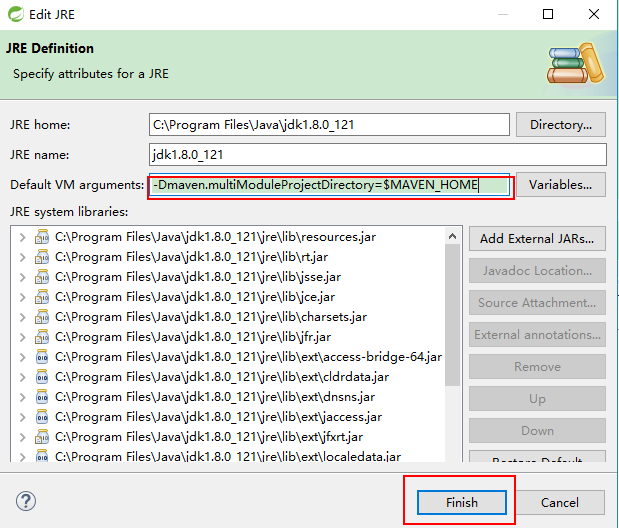 Edit JRE
JRE Definition
Specify attributes for a JRE
JRE home:
C:\Program Files\Java\jdk1.8.0_121
Directory...
JRE name:
jdk1.8.0_121
Default VM arguments:
-Dmaven.multiModuleProjectDirectory=$MAVEN_HOME
Variables...
JRE system libraries:
C:\Program Files\Java\jdk1.8.0_121\jre\lib\resources.jar
C:\Program Files\Java\jdk1.8.0_121\jre\lib\rt.jar
C:\Program Files\Java\jdk1.8.0_121\jre\lib\jsse.jar
C:\Program Files\Java\jdk1.8.0_121\jre\lib\jce.jar
C:\Program Files\Java\jdk1.8.0_121\jre\lib\charsets.jar
C:\Program Files\Java\jdk1.8.0_121\jre\lib\jfr.jar
C:\Program Files\Java\jdk1.8.0_121\jre\lib\ext\access-bridge-64.jar
C:\Program Files\Java\jdk1.8.0_121\jre\lib\ext\cldrdata.jar
C:\Program Files\Java\jdk1.8.0_121\jre\lib\ext\dnsns.jar
C:\Program Files\Java\jdk1.8.0_121\jre\lib\ext\jaccess.jar
C:\Program Files\Java\jdk1.8.0_121\jre\lib\ext\jfxrt.jar
C:\Program Files\Java\jdk1.8.0_121\jre\lib\ext\localedata.jar
Add External JARs...
Javadoc Location...
Source Attachment...
External annotations...
Remove
Up
Down
Restore Default
Finish
Cancel